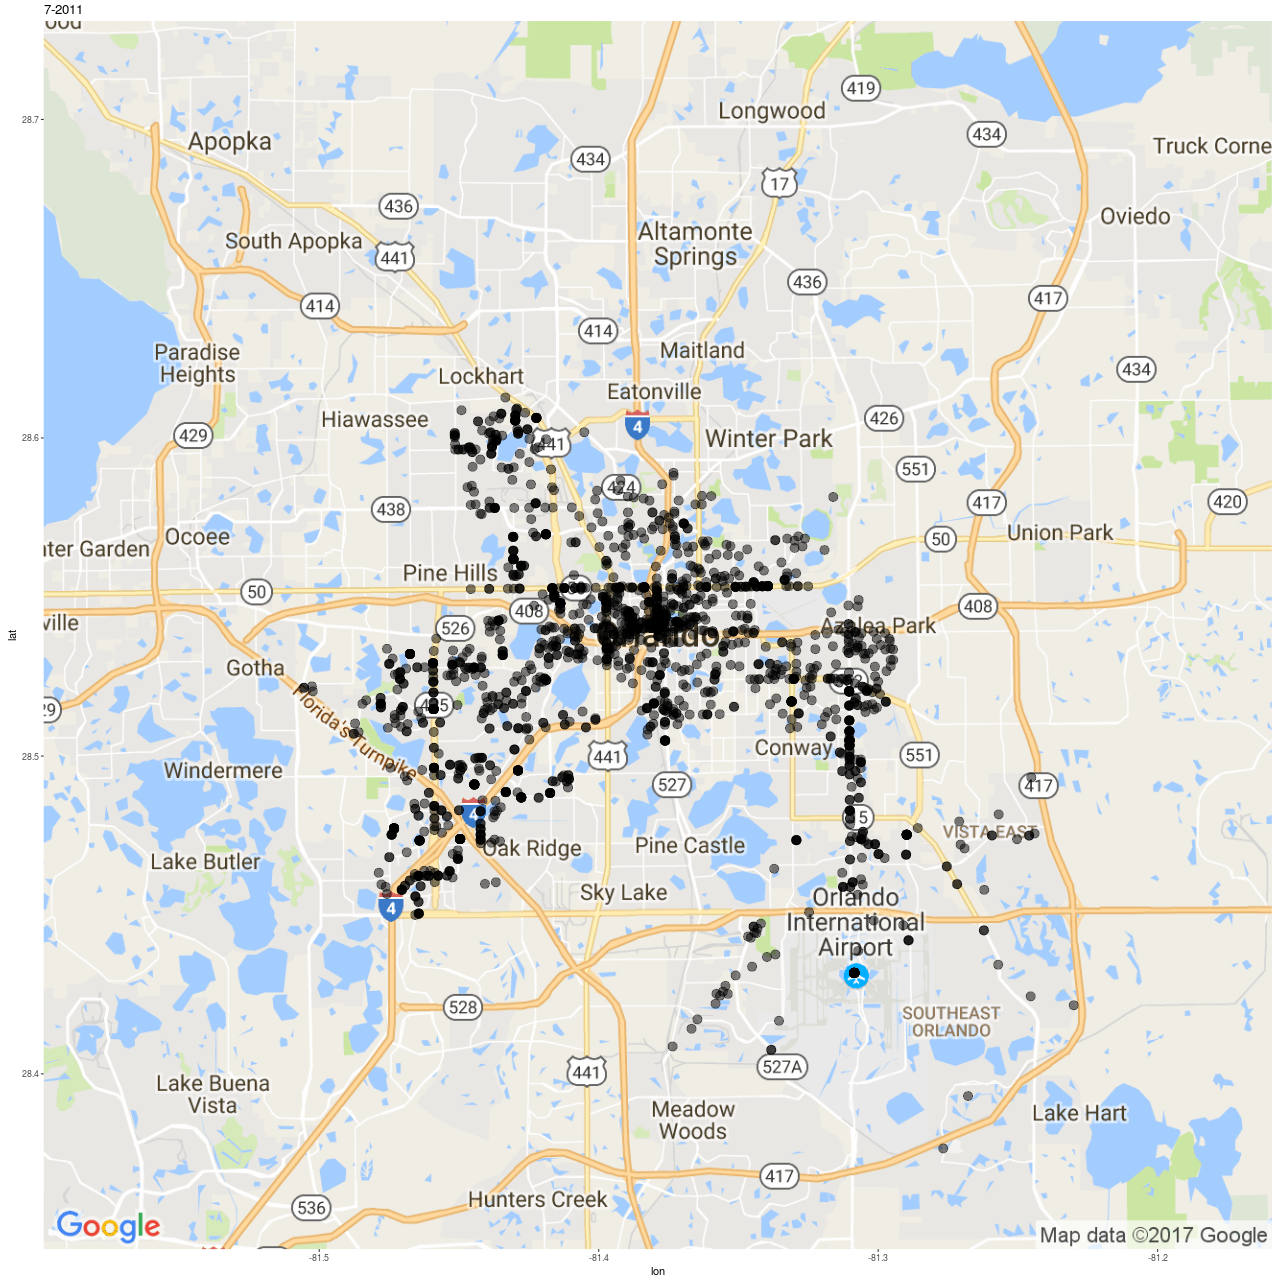 7-2011
ood
419
Longwood
434
Apopka
Truck Corne
434
17
436
Oviedo
South Apopka
Altamonte
Springs
441
436
417
414
414
Paradise
Heights
Maitland
434
Lockhart
Eatonville
Hiawassee
426
4
429
441
Winter Park
551
424
438
417
420
Ocoee
50
Union Park
ater Garden
Pine Hills
50
408
408
ville
526
Azalea Park
Orlando
Gotha
29
435
Florida's Turnpike
Conway
441
551
Windermere
527
417
4
15
VISTA EAST
Oak Ridge
Pine Castle
Lake Butler
Sky Lake
4
Orlando
International
Airport
528
SOUTHEAST
ORLANDO
441
527A
Lake Buena
Vista
Meadow
Woods
Lake Hart
417
Hunters Creek
536
Google
Map data ©2017 Google
28.7
28.6
28.5
28.4
lat
-81.5
-81.4
-81.3
-81.2
lon